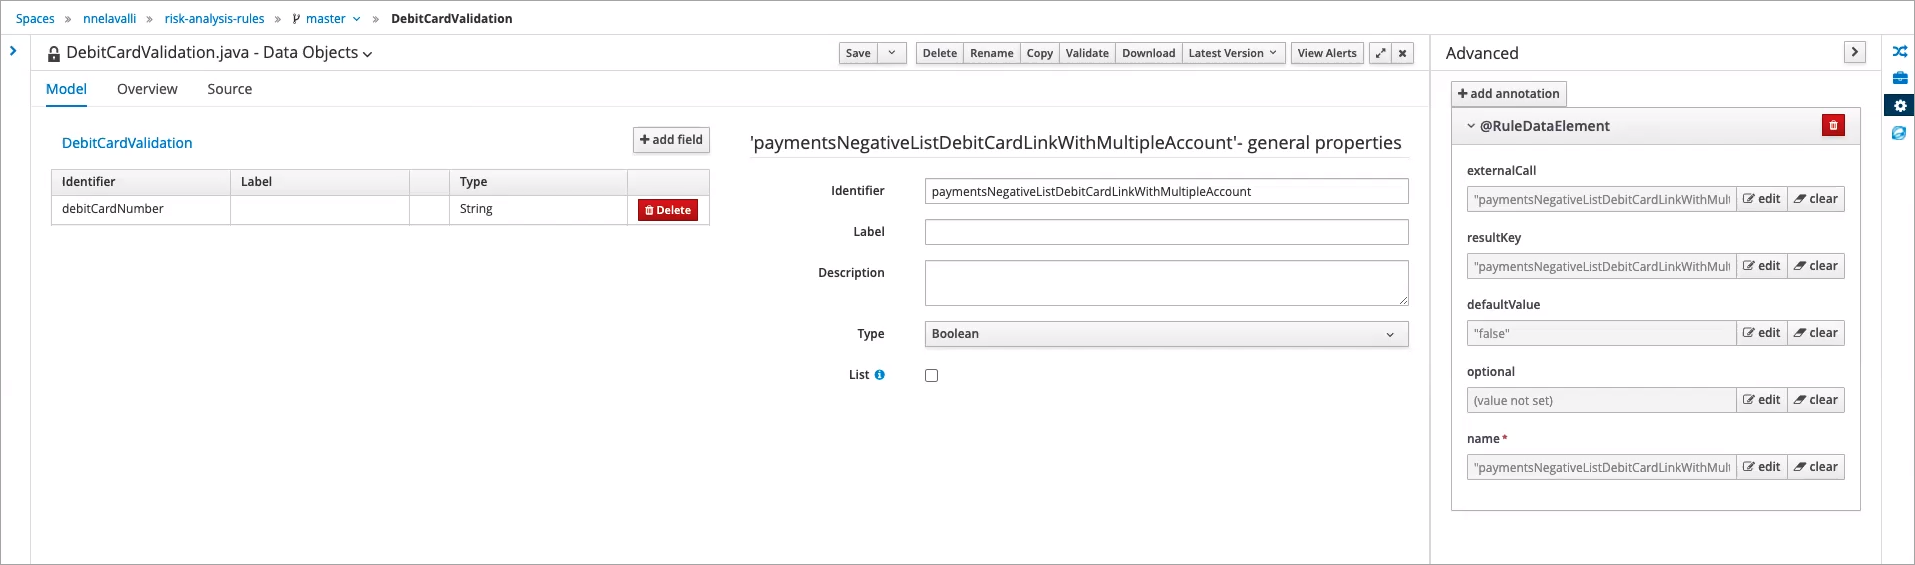 Spaces » nnelavalli » risk-analysis-rules » master » DebitCardValidation
DebitCardValidation.java - Data Objects
Save Delete Rename Copy Validate Download Latest Version View Alerts
Model Overview Source
DebitCardValidation
+ add field
Identifier Label Type
debitCardNumber String Delete
'paymentsNegativeListDebitCardLinkWithMultipleAccount'- general properties
Identifier paymentsNegativeListDebitCardLinkWithMultipleAccount
Label
Description
Type Boolean
List
Advanced
+ add annotation
@RuleDataElement
externalCall
"paymentsNegativeListDebitCardLinkWithMult edit clear
resultKey
"paymentsNegativeListDebitCardLinkWithMult edit clear
defaultValue
"false" edit clear
optional
(value not set) edit clear
name*
"paymentsNegativeListDebitCardLinkWithMult edit clear